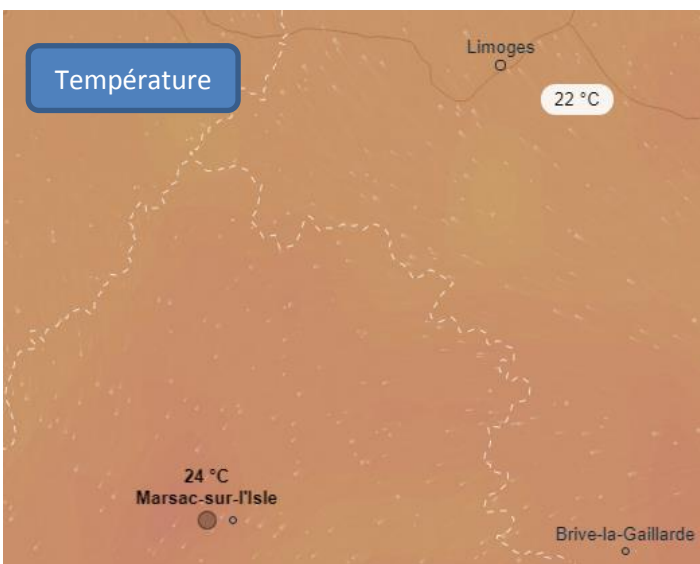 Limoges
Température
22 °C
24 °C
Marsac-sur-l'Isle
Brive-la-Gaillarde